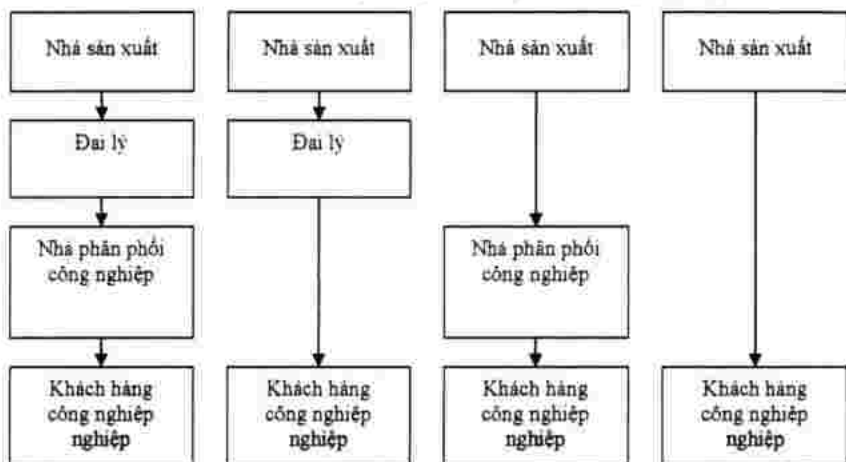 Nhà sản xuất
Nhà sản xuất
Nhà sản xuất
Nhà sản xuất
Đại lý
Đại lý
Nhà phân phối
công nghiệp
Nhà phân phối
công nghiệp
Khách hàng
công nghiệp
nghiệp
Khách hàng
công nghiệp
nghiệp
Khách hàng
công nghiệp
nghiệp
Khách hàng
công nghiệp
nghiệp